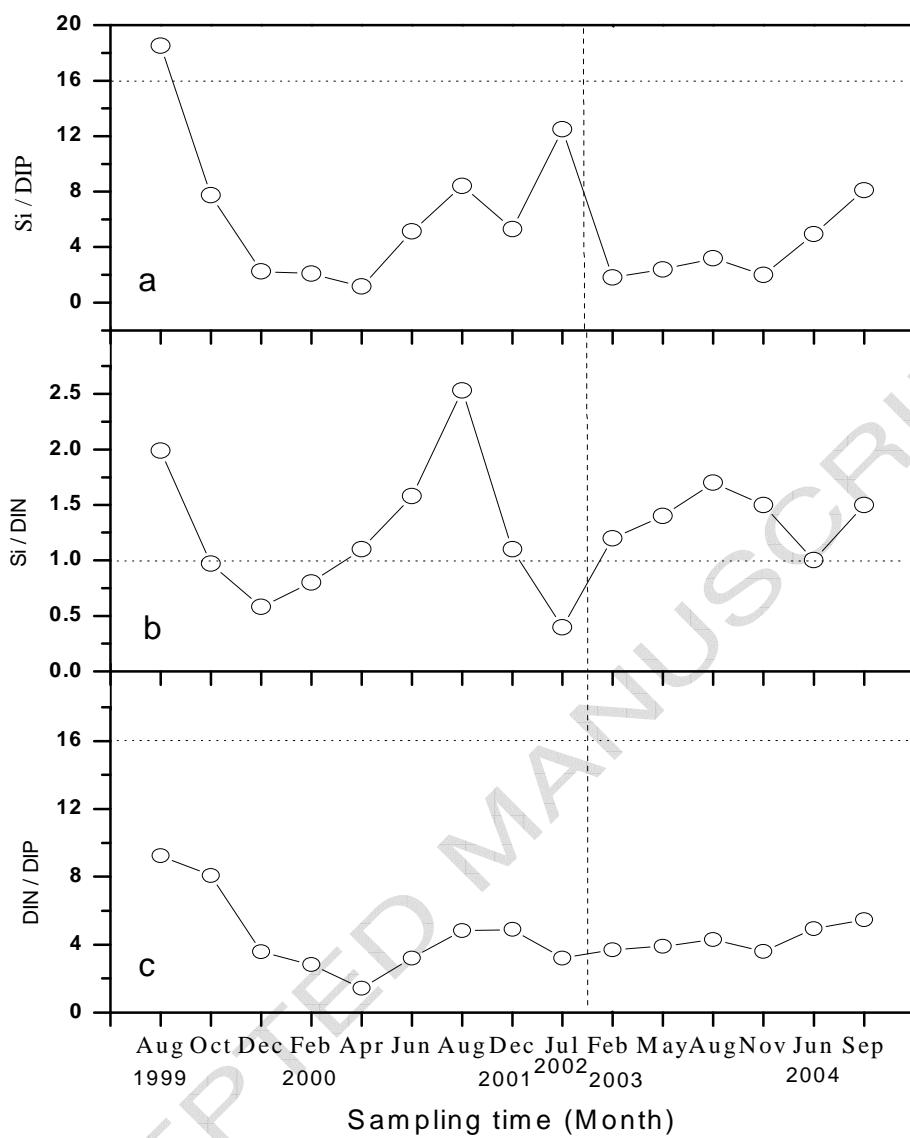 20
16
12
8
4
0
Si / DIP
a
2.5
2.0
1.5
1.0
0.5
0.0
Si / DIN
b
16
12
8
4
0
DIN / DIP
c
Aug Oct Dec Feb Apr Jun Aug Dec Jul Feb May Aug Nov Jun Sep
1999 2000 2001 2002 2003 2004
Sampling time (Month)
PTED MANUSCRI